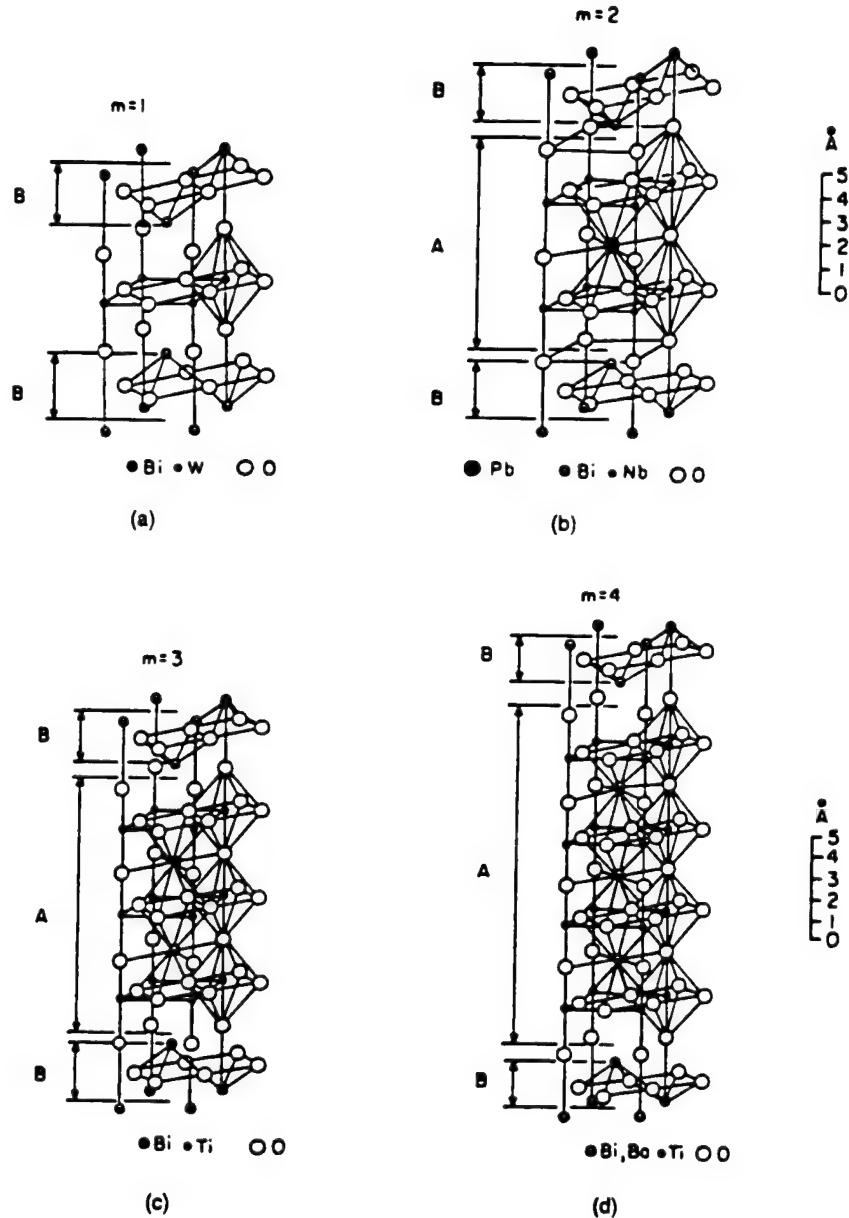 m=1
B
B
●Bi •W ○O
(a)
m=2
B
A
B
●Pb ●Bi •Nb ○O
(b)
Å
5
4
3
2
1
0
m=3
B
A
B
●Bi •Ti ○O
(c)
m=4
B
A
B
●Bi,Ba •Ti ○O
(d)
Å
5
4
3
2
1
0